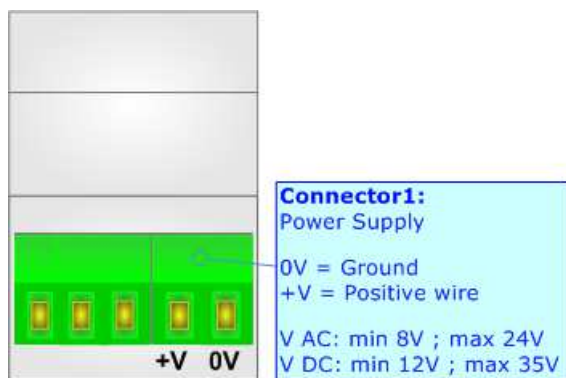 Connector1:
Power Supply
0V = Ground
+V = Positive wire
V AC: min 8V ; max 24V
V DC: min 12V ; max 35V
+V 0V